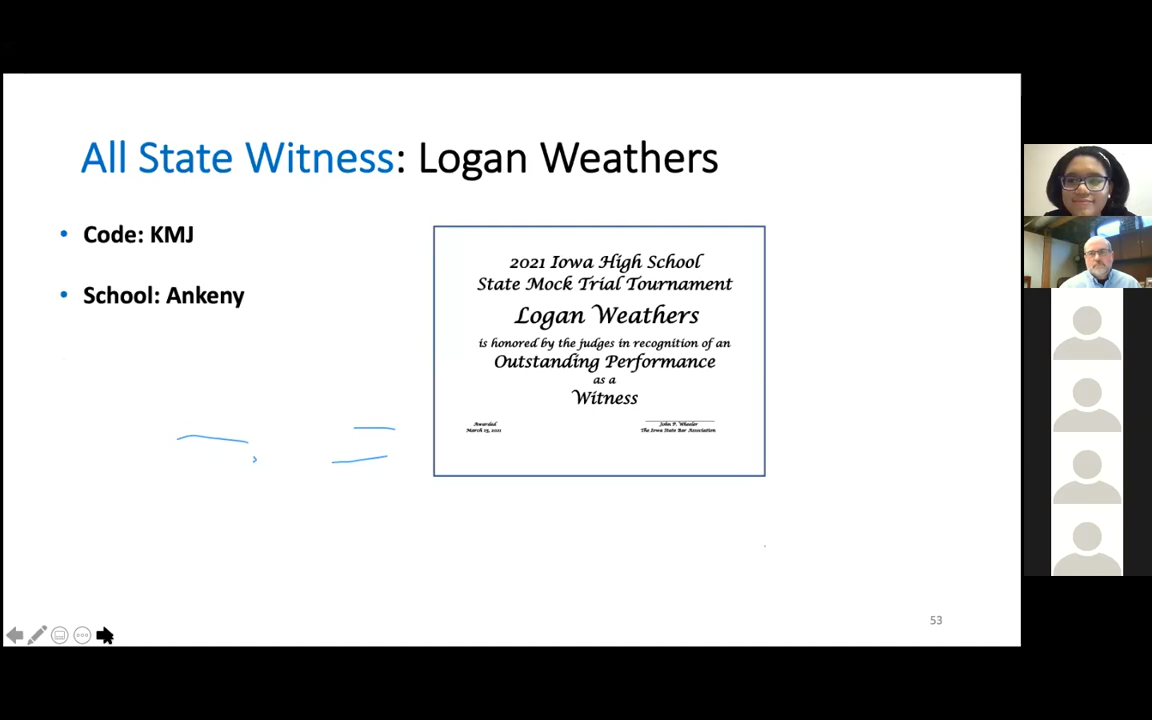 All State Witness: Logan Weathers
• Code: KMJ
• School: Ankeny
2021 Iowa High School
State Mock Trial Tournament
Logan Weathers
is honored by the judges in recognition of an
Outstanding Performance
as a
Witness
Awarded
March 13, 2021
John P. Wheeler
The Iowa State Bar Association
53